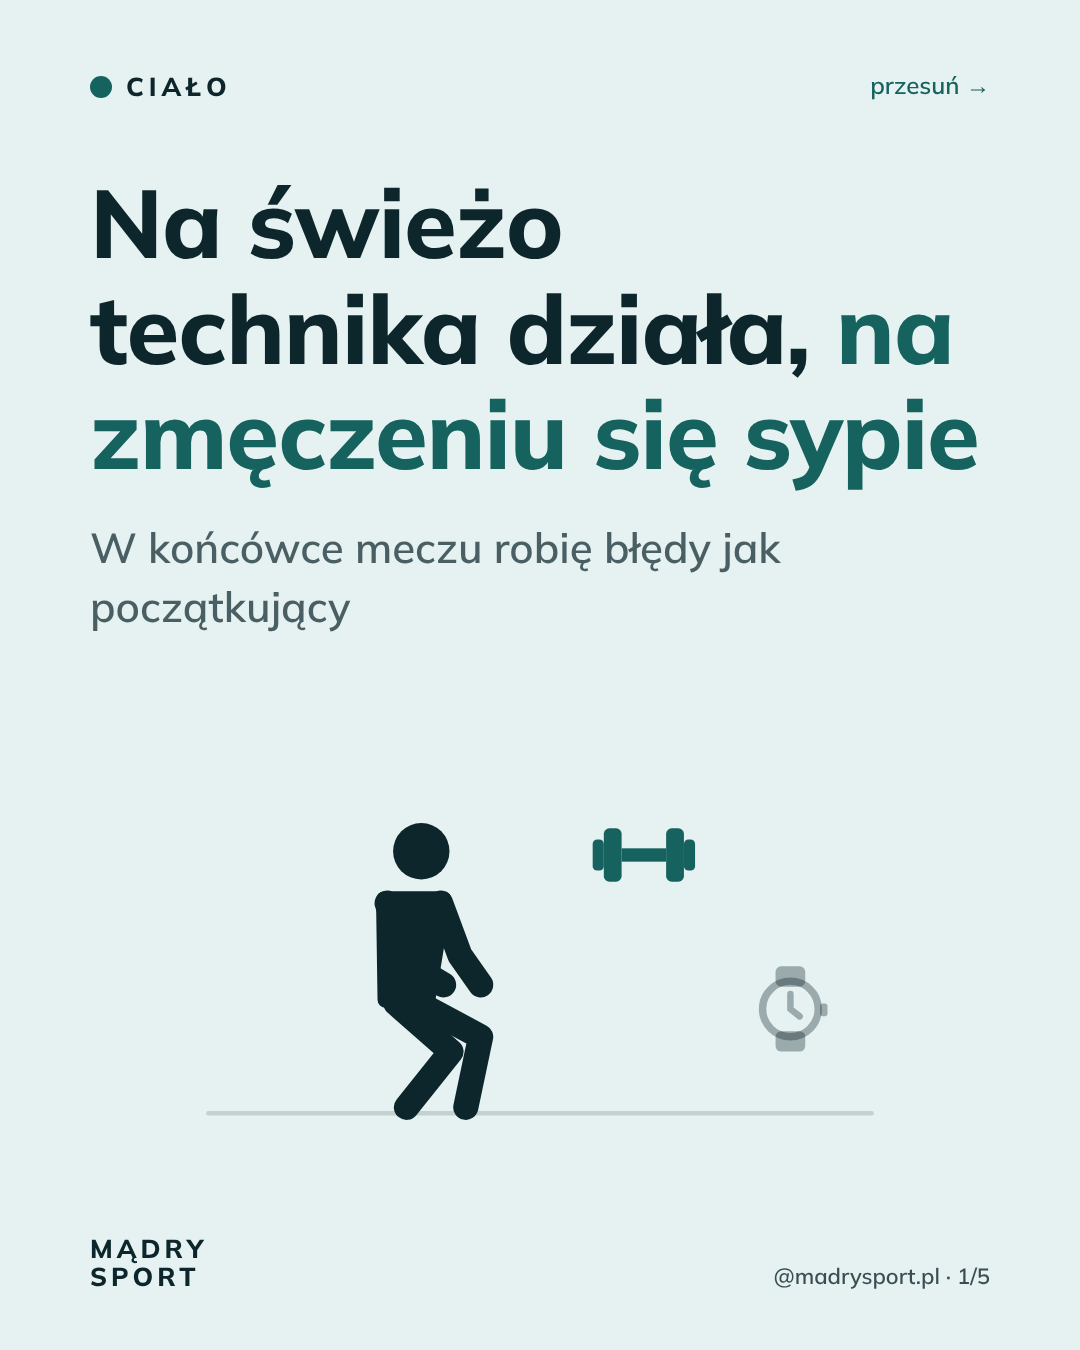 CIAŁO
przesuń →
Na świeżo
technika działa, na
zmęczeniu się sypie
W końcówce meczu robię błędy jak
początkujący
MĄDRY
SPORT
@madrysport.pl · 1/5